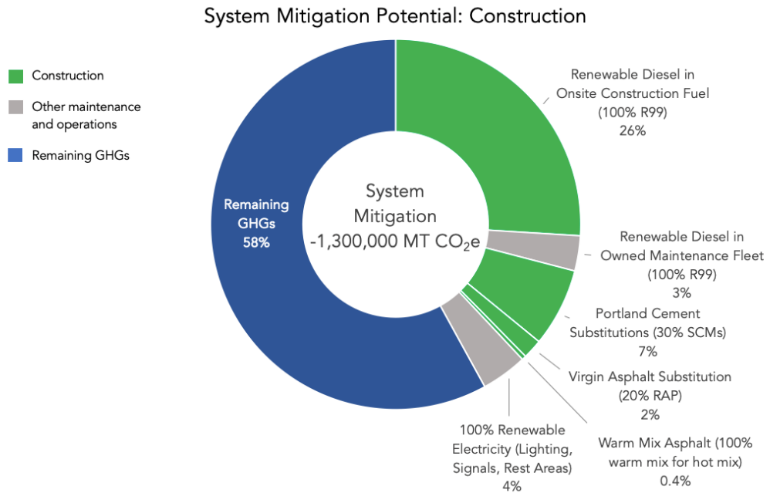 System Mitigation Potential: Construction
Construction
Other maintenance
and operations
Remaining GHGs
Renewable Diesel in
Onsite Construction Fuel
(100% R99)
26%
Renewable Diesel in
Owned Maintenance Fleet
(100% R99)
3%
Portland Cement
Substitutions (30% SCMs)
7%
Virgin Asphalt Substitution
(20% RAP)
2%
Warm Mix Asphalt (100%
warm mix for hot mix)
0.4%
100% Renewable
Electricity (Lighting,
Signals, Rest Areas)
4%
Remaining
GHGs
58%
System
Mitigation
-1,300,000 MT CO₂e